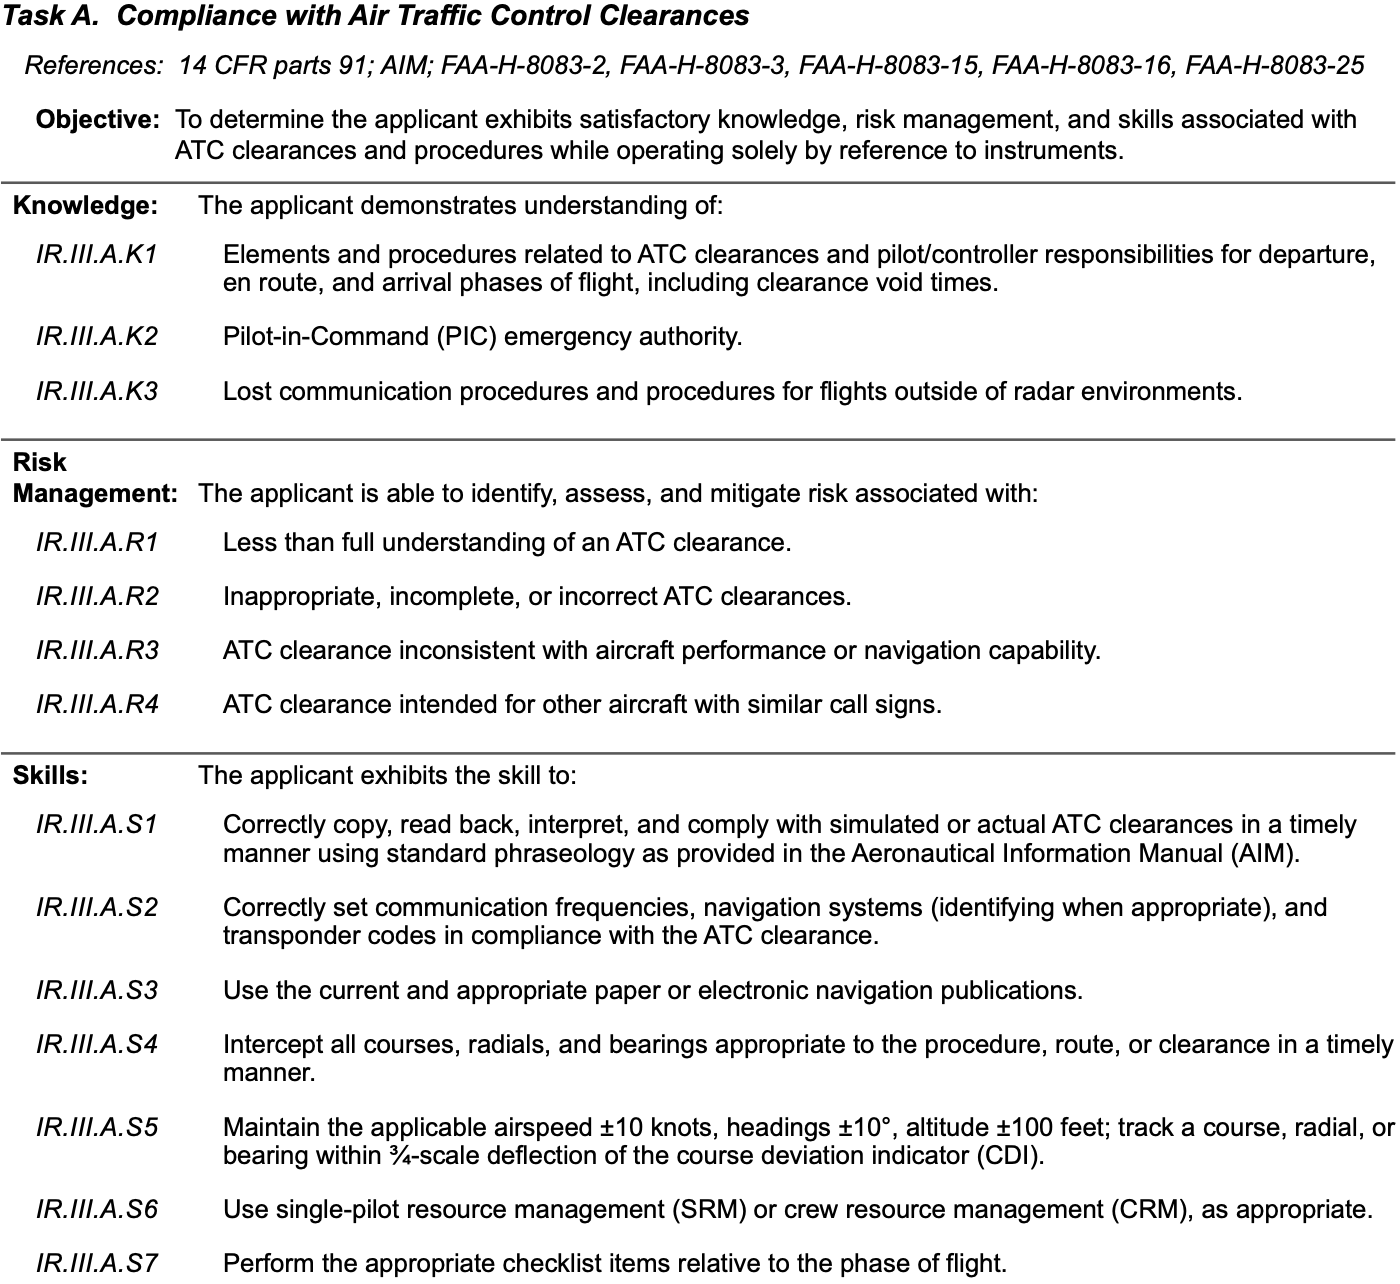 Task A. Compliance with Air Traffic Control Clearances
References: 14 CFR parts 91; AIM; FAA-H-8083-2, FAA-H-8083-3, FAA-H-8083-15, FAA-H-8083-16, FAA-H-8083-25
Objective: To determine the applicant exhibits satisfactory knowledge, risk management, and skills associated with
ATC clearances and procedures while operating solely by reference to instruments.
Knowledge: The applicant demonstrates understanding of:
IR.III.A.K1 Elements and procedures related to ATC clearances and pilot/controller responsibilities for departure,
en route, and arrival phases of flight, including clearance void times.
IR.III.A.K2 Pilot-in-Command (PIC) emergency authority.
IR.III.A.K3 Lost communication procedures and procedures for flights outside of radar environments.
Risk
Management: The applicant is able to identify, assess, and mitigate risk associated with:
IR.III.A.R1 Less than full understanding of an ATC clearance.
IR.III.A.R2 Inappropriate, incomplete, or incorrect ATC clearances.
IR.III.A.R3 ATC clearance inconsistent with aircraft performance or navigation capability.
IR.III.A.R4 ATC clearance intended for other aircraft with similar call signs.
Skills: The applicant exhibits the skill to:
IR.III.A.S1 Correctly copy, read back, interpret, and comply with simulated or actual ATC clearances in a timely
manner using standard phraseology as provided in the Aeronautical Information Manual (AIM).
IR.III.A.S2 Correctly set communication frequencies, navigation systems (identifying when appropriate), and
transponder codes in compliance with the ATC clearance.
IR.III.A.S3 Use the current and appropriate paper or electronic navigation publications.
IR.III.A.S4 Intercept all courses, radials, and bearings appropriate to the procedure, route, or clearance in a timely
manner.
IR.III.A.S5 Maintain the applicable airspeed ±10 knots, headings ±10°, altitude ±100 feet; track a course, radial, or
bearing within ¾-scale deflection of the course deviation indicator (CDI).
IR.III.A.S6 Use single-pilot resource management (SRM) or crew resource management (CRM), as appropriate.
IR.III.A.S7 Perform the appropriate checklist items relative to the phase of flight.